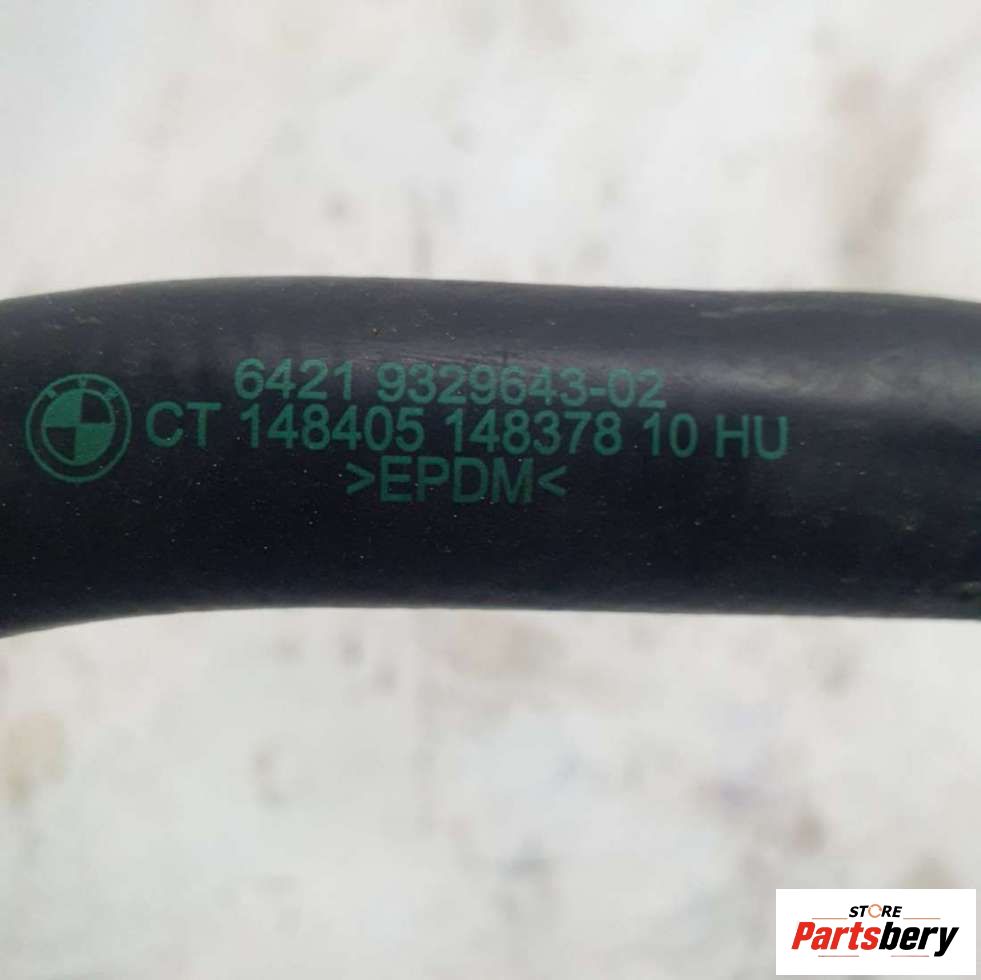 6421 9329643-02
CT 148405 148378 10 HU
>EPDM<
STORE
Partsbery